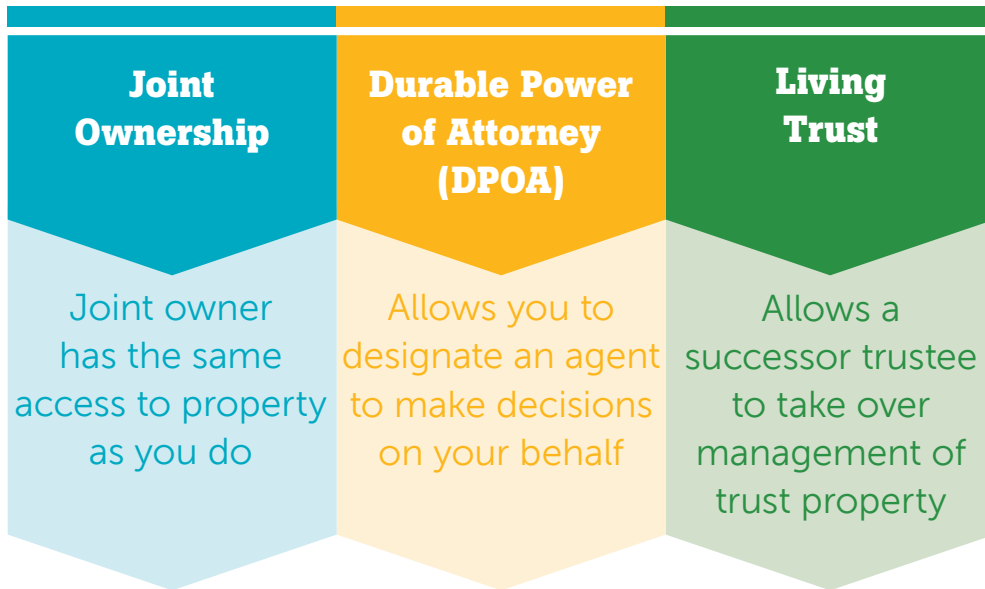 Joint
Ownership
Joint owner
has the same
access to property
as you do
Durable Power
of Attorney
(DPOA)
Allows you to
designate an agent
to make decisions
on your behalf
Living
Trust
Allows a
successor trustee
to take over
management of
trust property